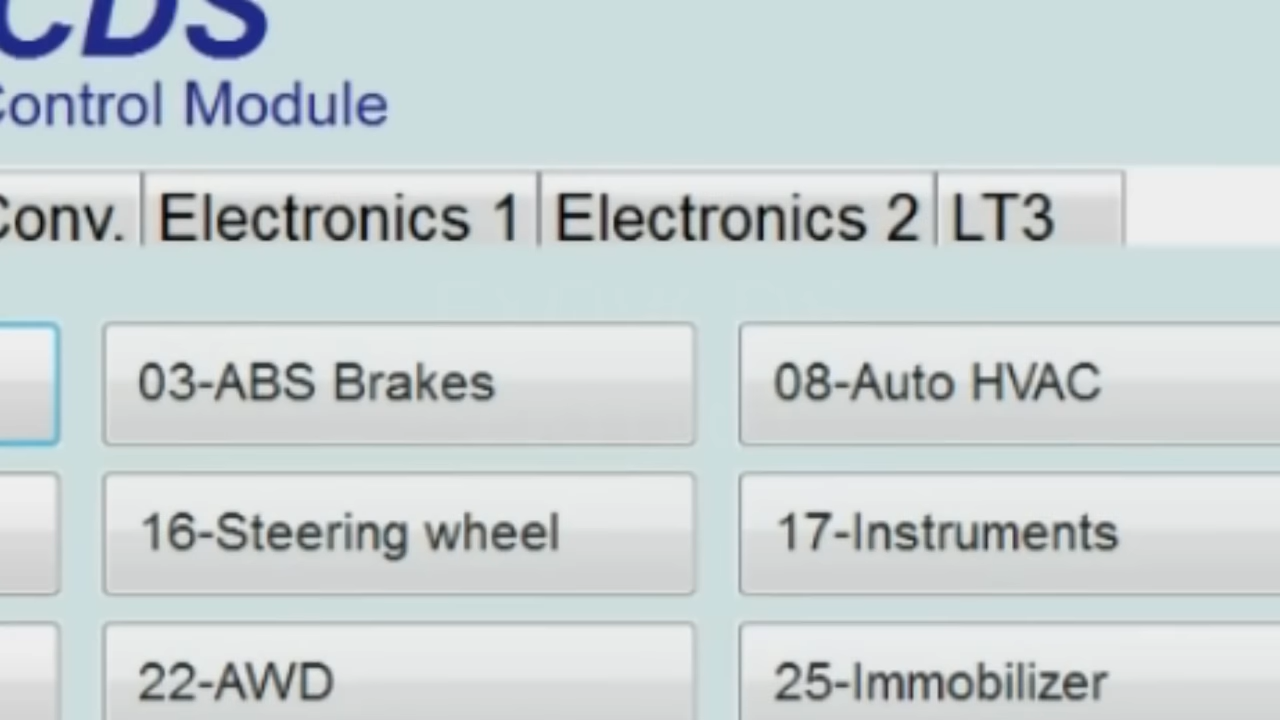 CDS
Control Module
Conv. Electronics 1 Electronics 2 LT3
03-ABS Brakes 08-Auto HVAC
16-Steering wheel 17-Instruments
22-AWD 25-Immobilizer